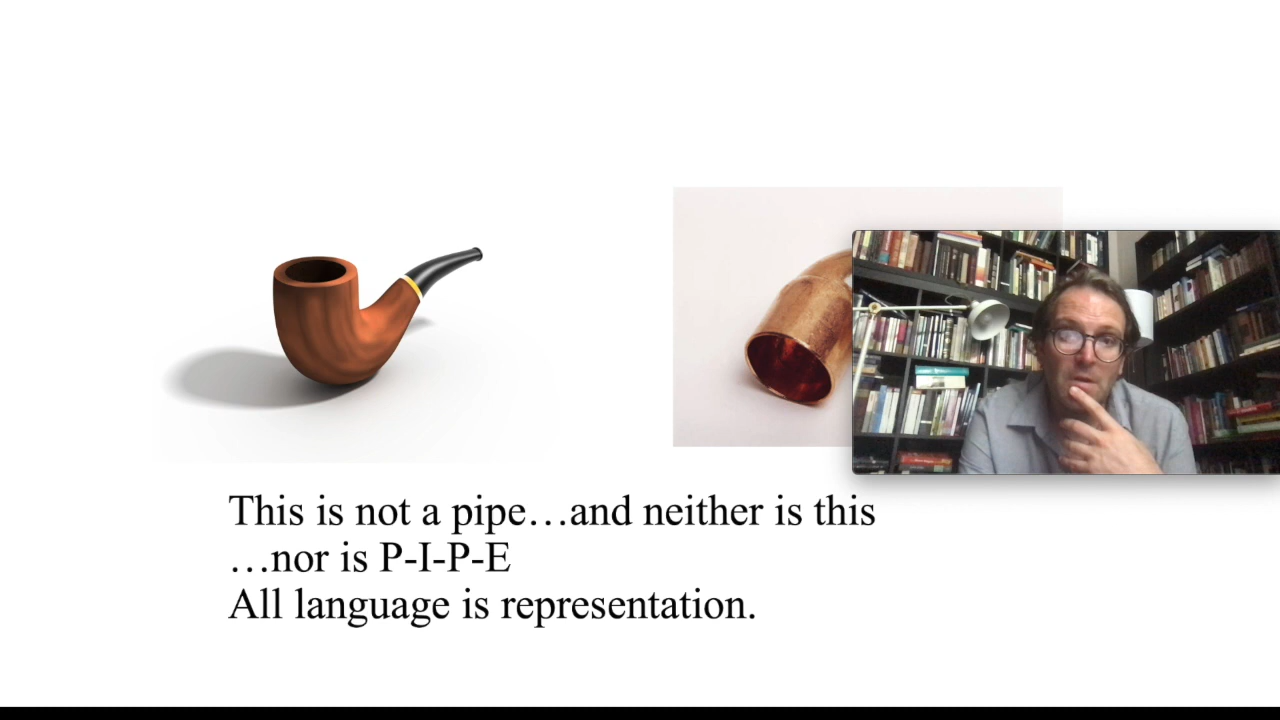 This is not a pipe…and neither is this
…nor is P-I-P-E
All language is representation.